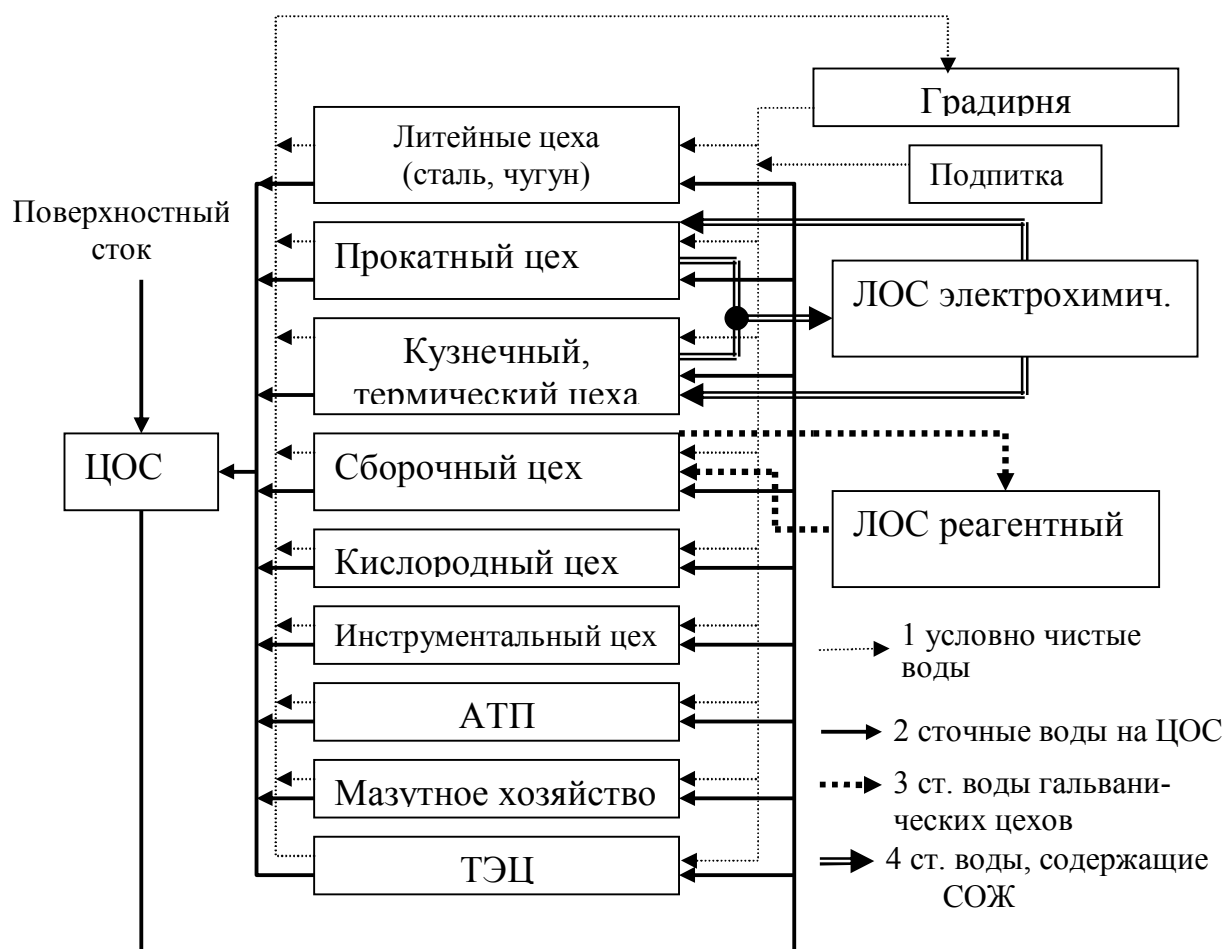 Градирня
Литейные цеха
(сталь, чугун)
Подпитка
Поверхностный
сток
Прокатный цех
ЛОС электрохимич.
Кузнечный,
термический цеха
ЦОС
Сборочный цех
ЛОС реагентный
Кислородный цех
Инструментальный цех
1 условно чистые
воды
АТП
2 сточные воды на ЦОС
Мазутное хозяйство
3 ст. воды гальвани-
ческих цехов
ТЭЦ
4 ст. воды, содержащие
СОЖ